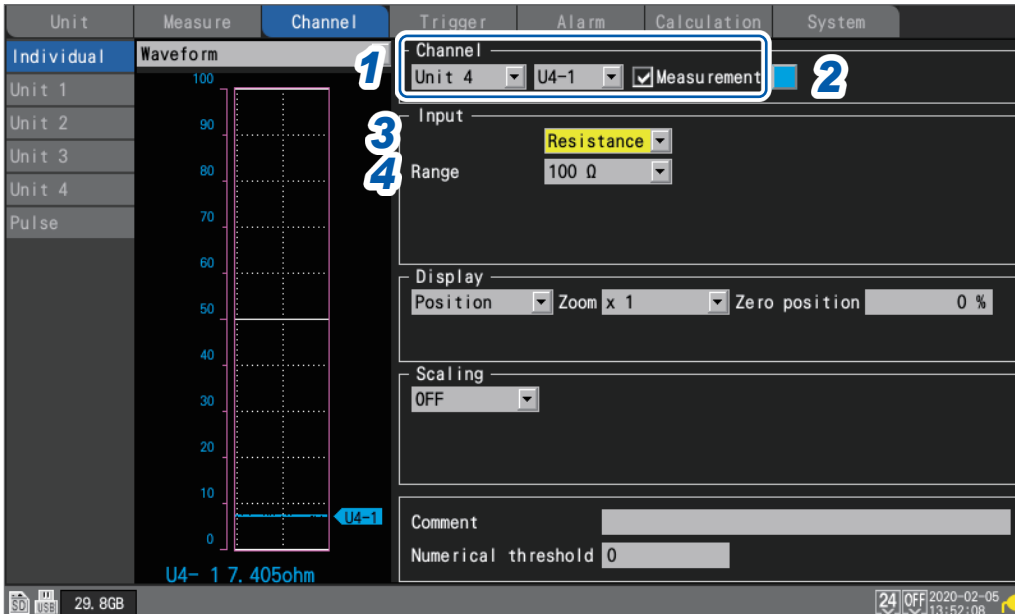 Unit Measure Channel Trigger Alarm Calculation System
Individual
Unit 1
Unit 2
Unit 3
Unit 4
Pulse
Waveform
100
90
80
70
60
50
40
30
20
10
0
U4-1
U4- 1 7. 405ohm
1
Channel
Unit 4 U4-1 Measurement
2
3
Input
Resistance
4
Range 100 Ω
Display
Position Zoom x 1 Zero position 0 %
Scaling
OFF
Comment
Numerical threshold 0
SD USB 29. 8GB
24 OFF 2020-02-05
13:52:08